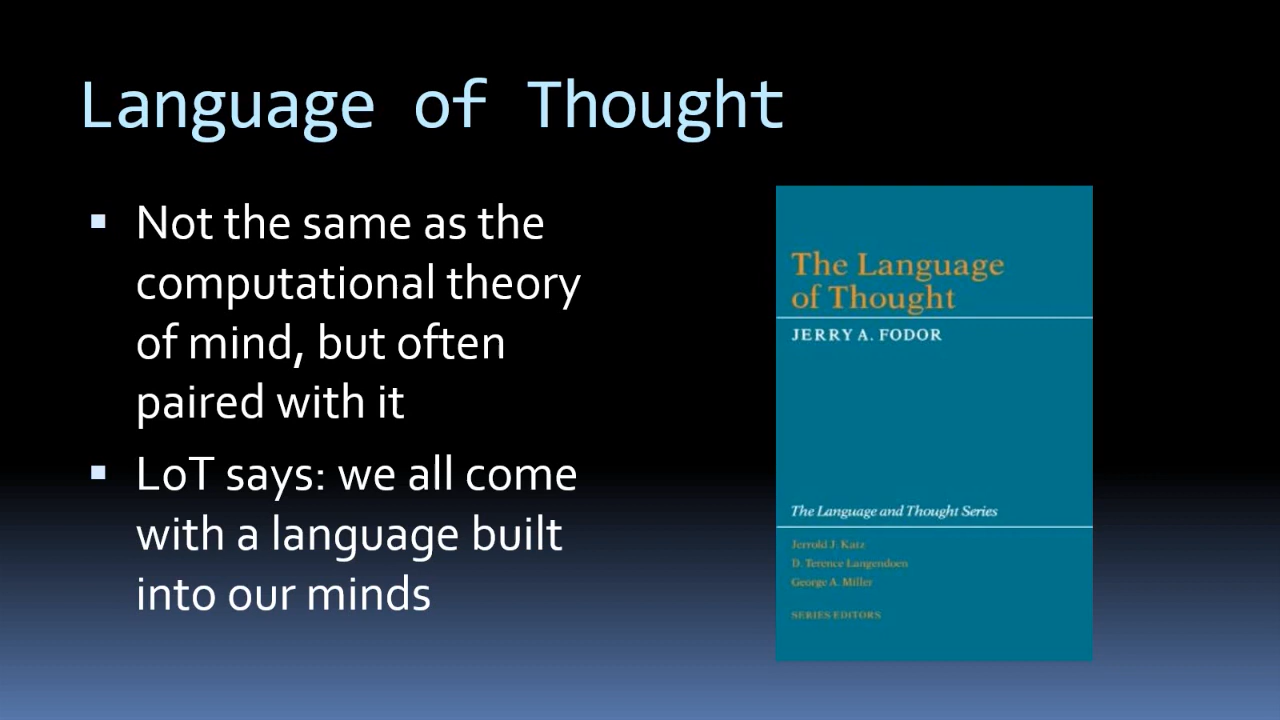 Language of Thought
Not the same as the
computational theory
of mind, but often
paired with it
LoT says: we all come
with a language built
into our minds
The Language
of Thought
JERRY A. FODOR
The Language and Thought Series
Jerrold J. Katz
D. Terence Langendoen
George A. Miller
SERIES EDITORS